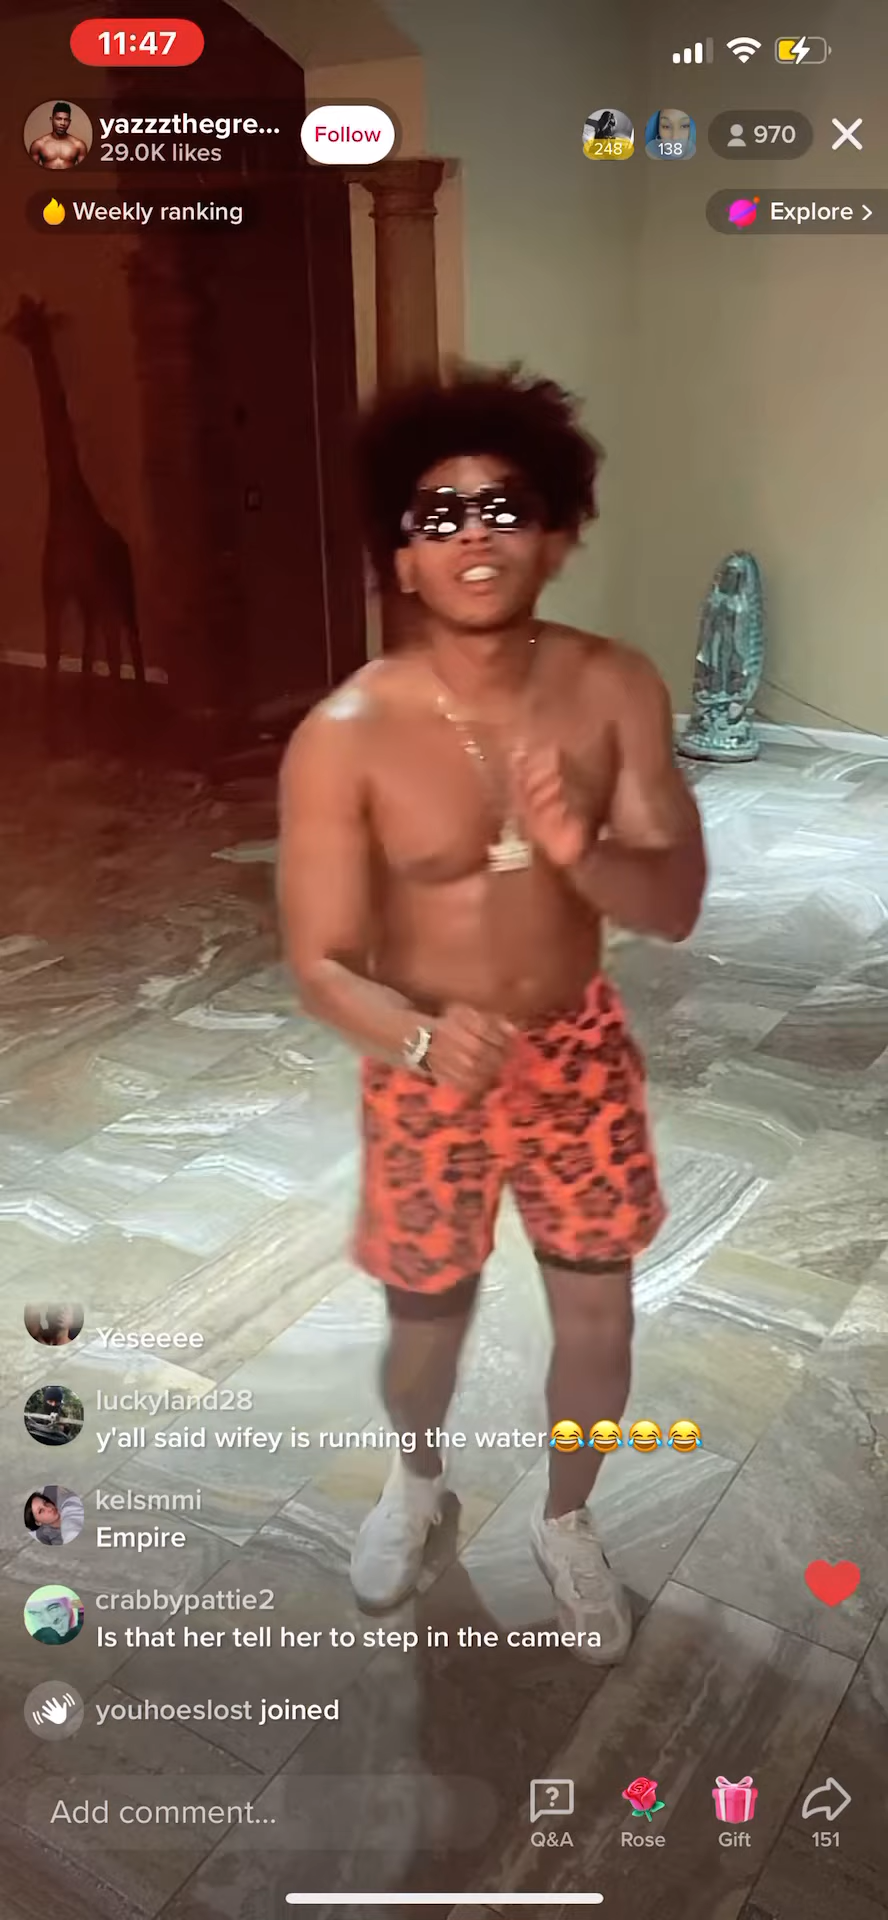 11:47
yazzzthegre...
29.0K likes
Follow
248
138
970
Weekly ranking
Explore >
Yeseeee
luckyland28
y'all said wifey is running the water😂😂😂😂
kelsmmi
Empire
crabbypattie2
Is that her tell her to step in the camera
youhoeslost joined
Add comment...
Q&A
Rose
Gift
151